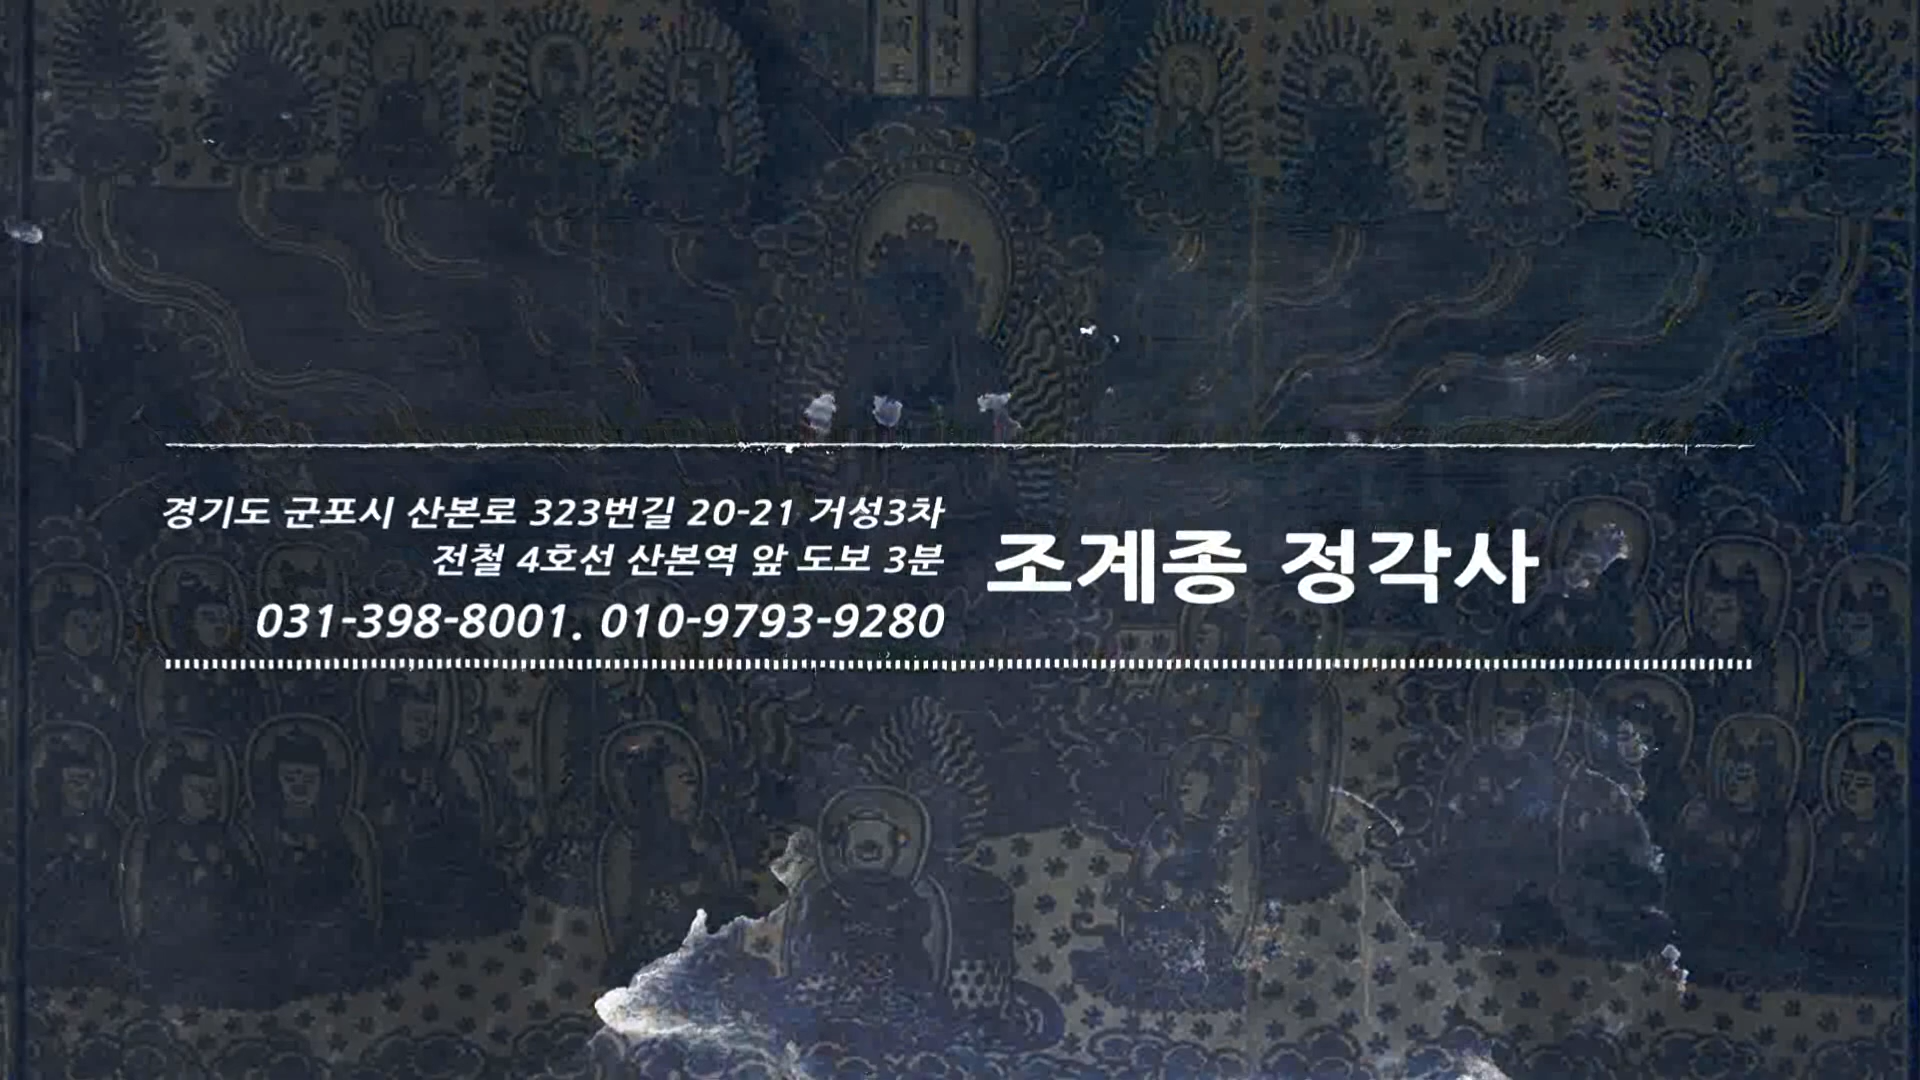 경기도 군포시 산본로 323번길 20-21 거성3차
전철 4호선 산본역 앞 도보 3분
031-398-8001. 010-9793-9280
조계종 정각사